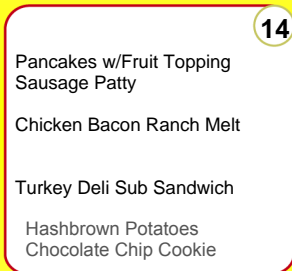 14
Pancakes w/Fruit Topping
Sausage Patty
Chicken Bacon Ranch Melt
Turkey Deli Sub Sandwich
Hashbrown Potatoes
Chocolate Chip Cookie